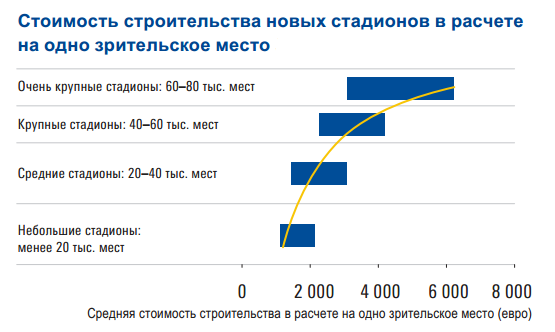 Стоимость строительства новых стадионов в расчете
на одно зрительское место
Очень крупные стадионы: 60–80 тыс. мест
Крупные стадионы: 40–60 тыс. мест
Средние стадионы: 20–40 тыс. мест
Небольшие стадионы:
менее 20 тыс. мест
0 2 000 4 000 6 000 8 000
Средняя стоимость строительства в расчете на одно зрительское место (евро)